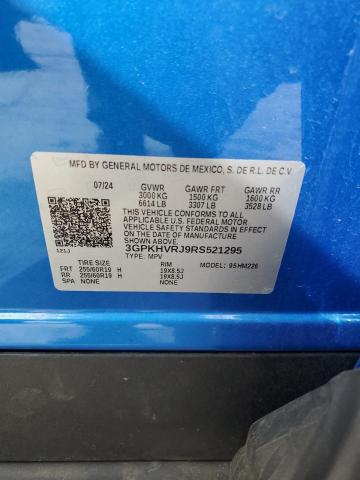 MFD BY GENERAL MOTORS DE MEXICO, S. DE R.L. DE C.V
07/24 GVWR GAWR FRT GAWR RR
3000 KG 1500 KG 1600 KG
6614 LB 3307 LB 3528 LB
THIS VEHICLE CONFORMS TO ALL
APPLICABLE U.S. FEDERAL MOTOR
VEHICLE SAFETY STANDARDS IN EFFECT ON
THE DATE OF MANUFACTURE SHOWN ABOVE.
3GPKHVRJ9RS521295
121J TYPE: MPV 95HM226
TIRE SIZE RIM
FRT 255/60R19 H 19X8.5J
RR 255/60R19 H 19X8.5J
SPA NONE NONE